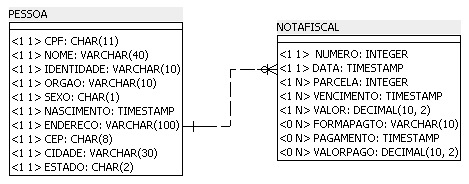 PESSOA
<1 1> CPF: CHAR(11)
<1 1> NOME: VARCHAR(40)
<1 1> IDENTIDADE: VARCHAR(10)
<1 1> ORGAO: VARCHAR(10)
<1 1> SEXO: CHAR(1)
<1 1> NASCIMENTO: TIMESTAMP
<1 1> ENDERECO: VARCHAR(100)
<1 1> CEP: CHAR(8)
<1 1> CIDADE: VARCHAR(30)
<1 1> ESTADO: CHAR(2)
NOTAFISCAL
<1 1> NUMERO: INTEGER
<1 1> DATA: TIMESTAMP
<1 N> PARCELA: INTEGER
<1 N> VENCIMENTO: TIMESTAMP
<1 N> VALOR: DECIMAL(10, 2)
<0 N> FORMAPAGTO: VARCHAR(10)
<0 N> PAGAMENTO: TIMESTAMP
<0 N> VALORPAGO: DECIMAL(10, 2)